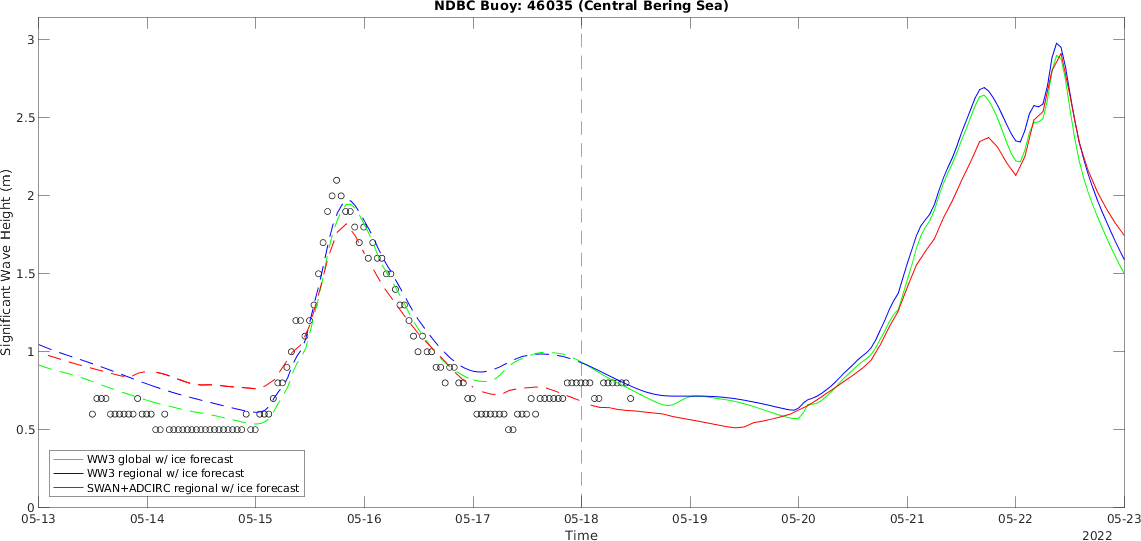 NDBC Buoy: 46035 (Central Bering Sea)
3
2.5
2
1.5
1
0.5
0
Significant Wave Height (m)
WW3 global w/ ice forecast
WW3 regional w/ ice forecast
SWAN+ADCIRC regional w/ ice forecast
05-13 05-14 05-15 05-16 05-17 05-18 05-19 05-20 05-21 05-22 05-23
Time
2022